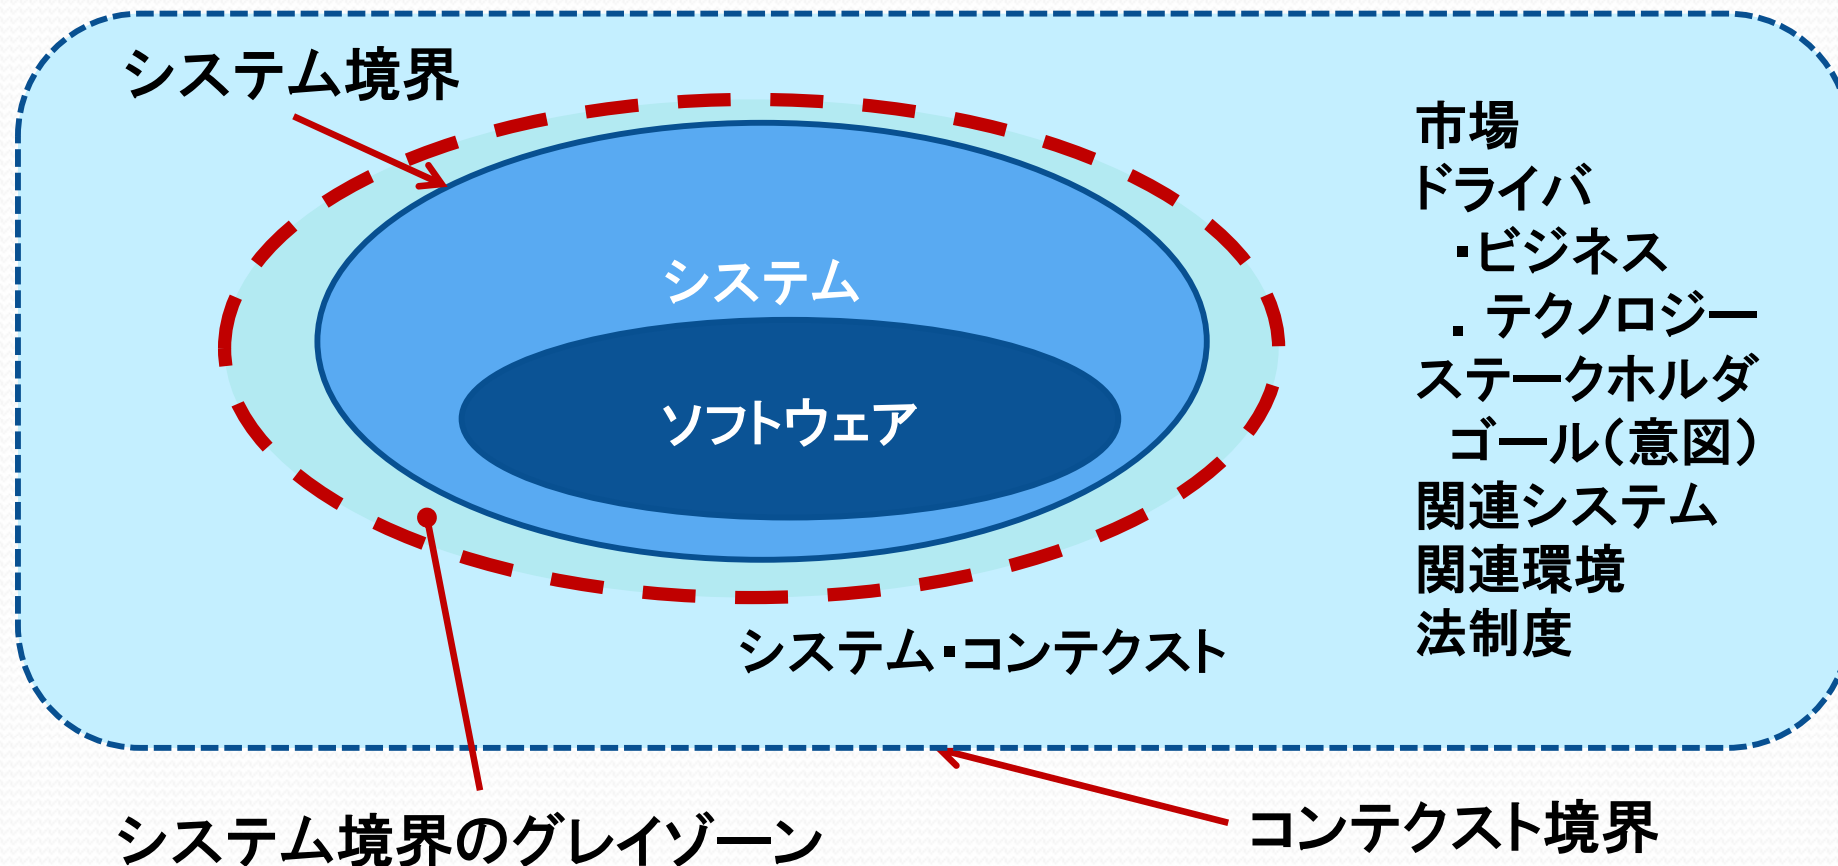 システム境界
市場
ドライバ
・ビジネス
. テクノロジー
ステークホルダ
ゴール(意図)
関連システム
関連環境
法制度
システム
ソフトウェア
システム・コンテクスト
システム境界のグレイゾーン
コンテクスト境界